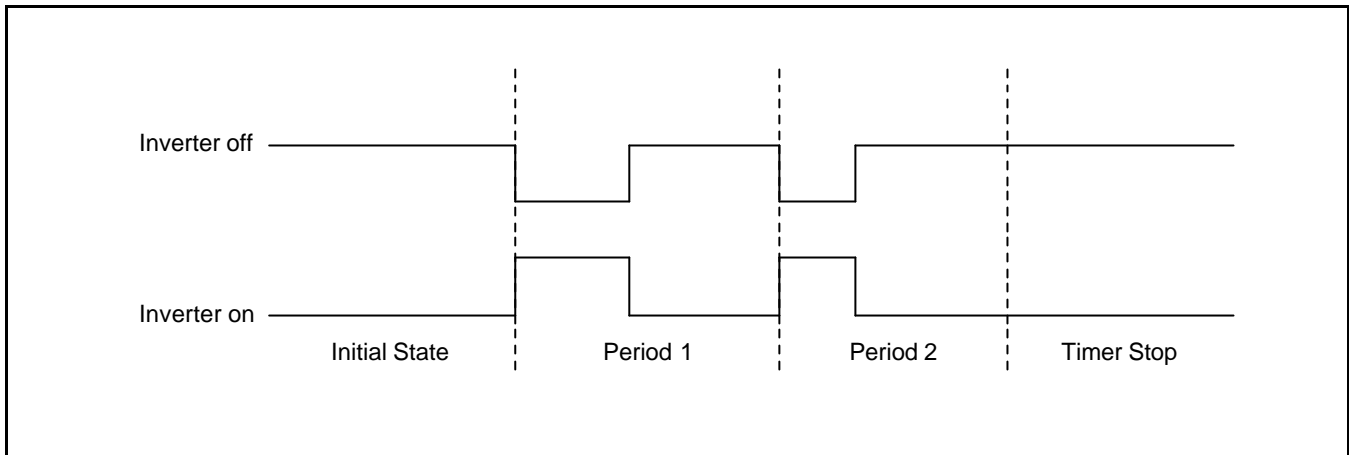 Inverter off
Inverter on
Initial State Period 1 Period 2 Timer Stop